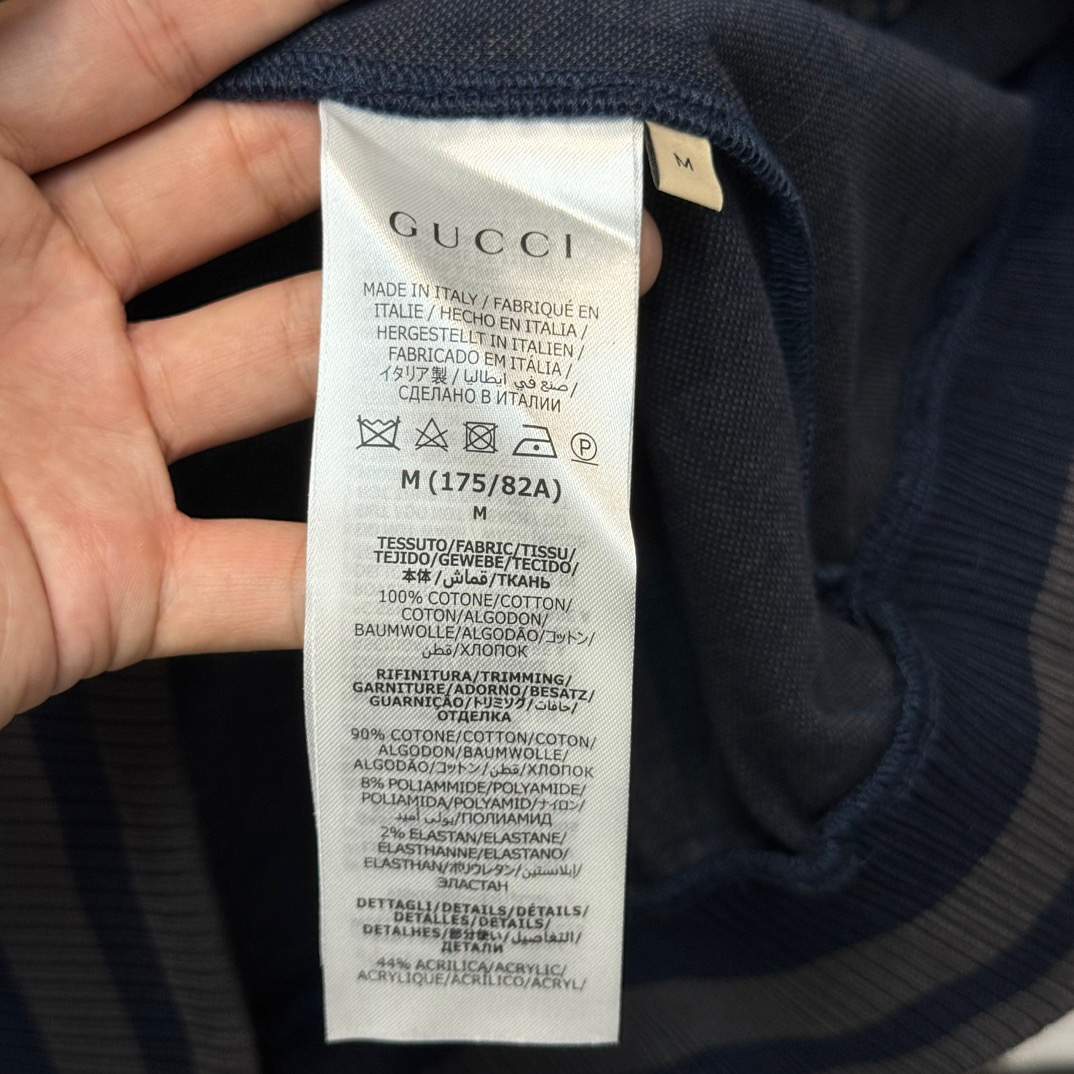 M
GUCCI
MADE IN ITALY / FABRIQUÉ EN
ITALIE / HECHO EN ITALIA /
HERGESTELLT IN ITALIEN /
FABRICADO EM ITÁLIA /
イタリア製 / صنع في إيطاليا /
СДЕЛАНО В ИТАЛИИ
P
M (175/82A)
M
TESSUTO/FABRIC/TISSU/
TEJIDO/GEWEBE/TECIDO/
本体/قماش/ТКАНЬ
100% COTONE/COTTON/
COTON/ALGODON/
BAUMWOLLE/ALGODÃO/コットン/
قطن/ХЛОПОК
RIFINITURA/TRIMMING/
GARNITURE/ADORNO/BESATZ/
GUARNIÇÃO/トリミング/حافات/
ОТДЕЛКА
90% COTONE/COTTON/COTON/
ALGODON/BAUMWOLLE/
ALGODÃO/コットン/قطن/ХЛОПОК
8% POLIAMMIDE/POLYAMIDE/
POLIAMIDA/POLYAMID/ナイロン/
بولي أميد/ПОЛИАМИД
2% ELASTAN/ELASTANE/
ELASTHANNE/ELASTANO/
ELASTHAN/ポリウレタン/إيلاستين/
ЭЛАСТАН
DETTAGLI/DETAILS/DÉTAILS/
DETALLES/DETAILS/
DETALHES/部分使い/التفاصيل/
ДЕТАЛИ
44% ACRILICA/ACRYLIC/
ACRYLIQUE/ACRÍLICO/ACRYL/